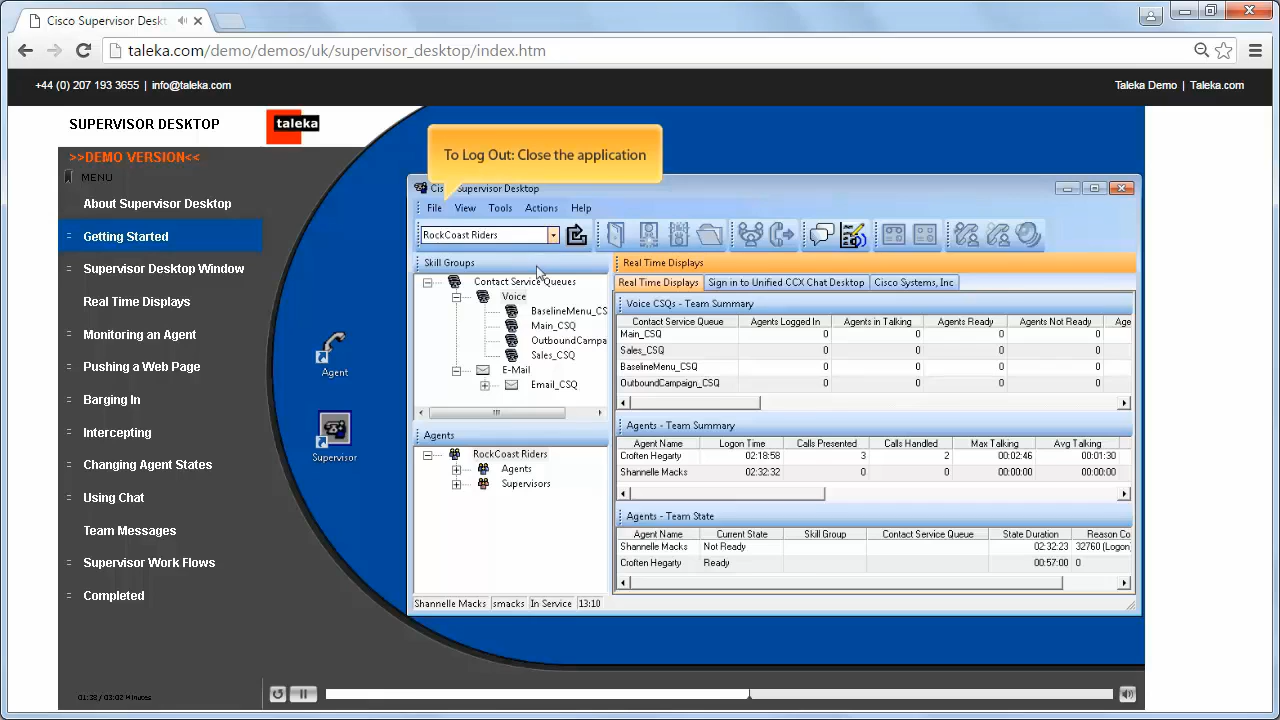 Cisco Supervisor Deskt
taleka.com/demo/demos/uk/supervisor_desktop/index.htm
+44 (0) 207 193 3655 | info@taleka.com
Taleka Demo | Taleka.com
SUPERVISOR DESKTOP
taleka
>>DEMO VERSION<<
MENU
About Supervisor Desktop
Getting Started
Supervisor Desktop Window
Real Time Displays
Monitoring an Agent
Pushing a Web Page
Barging In
Intercepting
Changing Agent States
Using Chat
Team Messages
Supervisor Work Flows
Completed
01:38 / 03:02 Minutes
Agent
Supervisor
To Log Out: Close the application
Cisco Supervisor Desktop
File View Tools Actions Help
RockCoast Riders
Skill Groups
Contact Service Queues
Voice
BaselineMenu_CS
Main_CSQ
OutboundCampa
Sales_CSQ
E-Mail
Email_CSQ
Agents
RockCoast Riders
Agents
Supervisors
Real Time Displays
Real Time Displays Sign in to Unified CCX Chat Desktop Cisco Systems, Inc
Voice CSQs - Team Summary
Contact Service Queue Agents Logged In Agents in Talking Agents Ready Agents Not Ready Age
Main_CSQ 0 0 0 0
Sales_CSQ 0 0 0 0
BaselineMenu_CSQ 0 0 0 0
OutboundCampaign_CSQ 0 0 0 0
Agents - Team Summary
Agent Name Logon Time Calls Presented Calls Handled Max Talking Avg Talking
Croften Hegarty 02:18:58 3 2 00:02:46 00:01:30
Shannelle Macks 02:32:32 0 0 00:00:00 00:00:00
Agents - Team State
Agent Name Current State Skill Group Contact Service Queue State Duration Reason Co
Shannelle Macks Not Ready 02:32:23 32760 (Logon)
Croften Hegarty Ready 00:57:00 0
Shannelle Macks smacks In Service 13:10